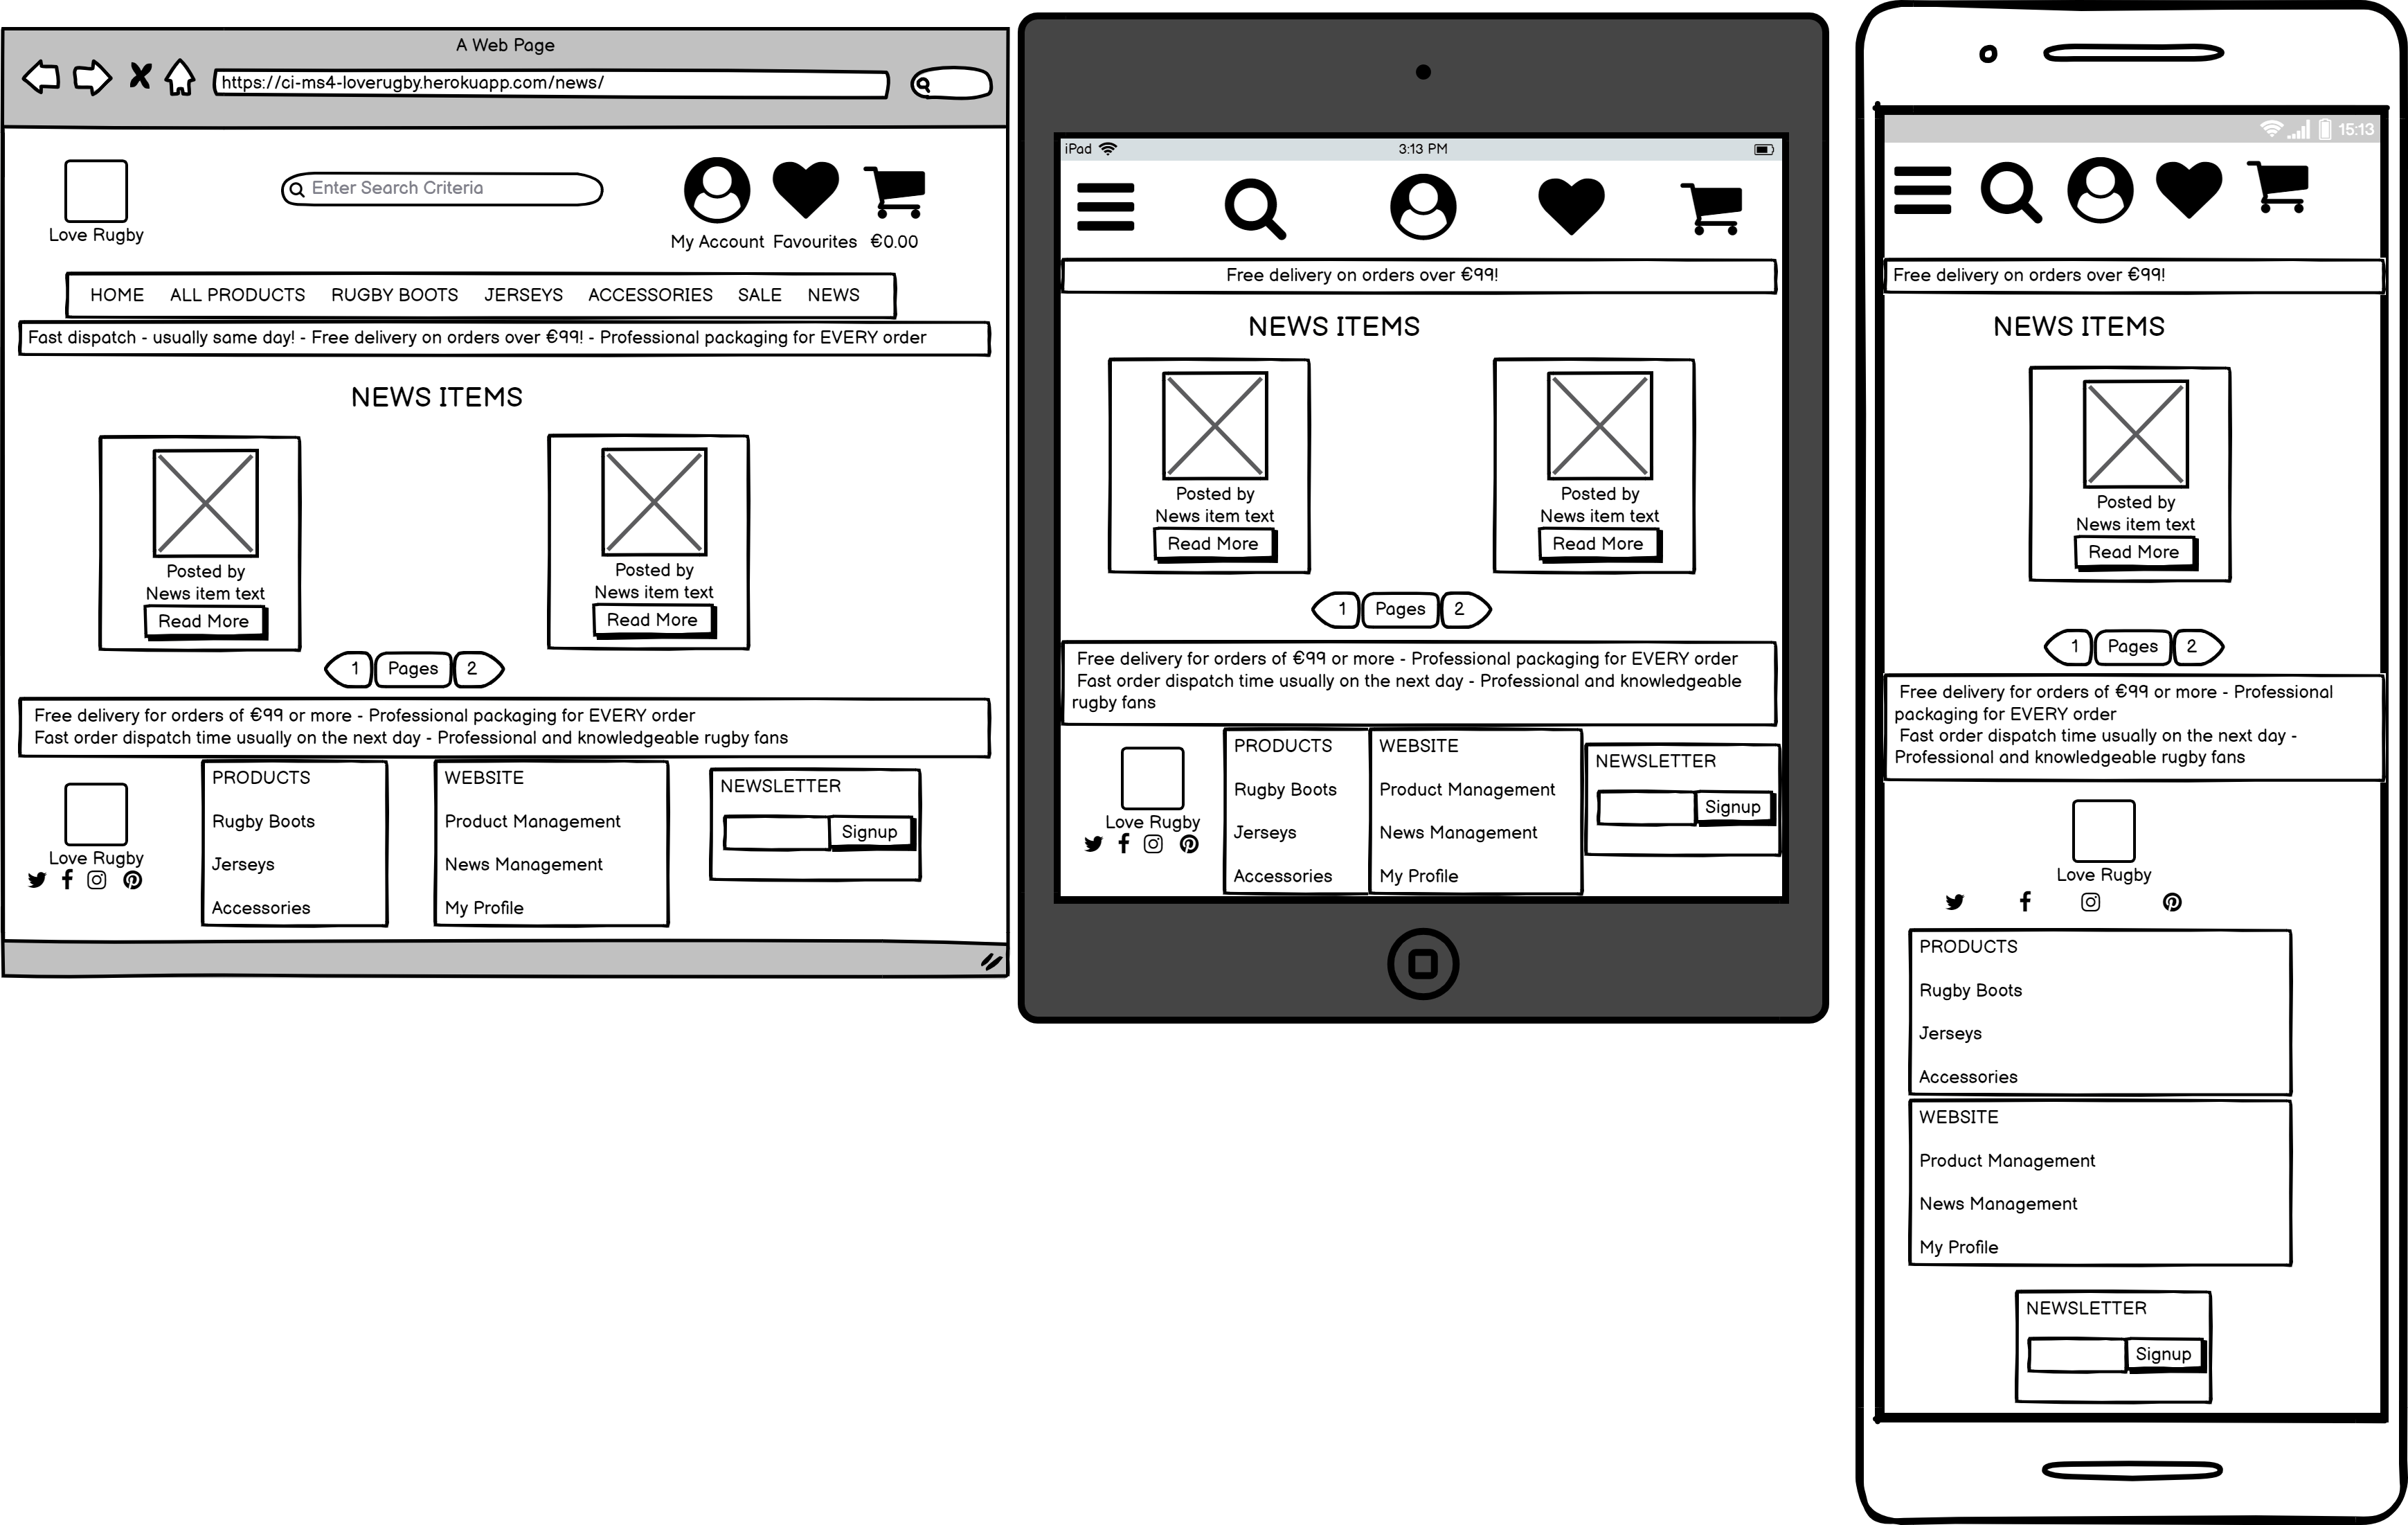 A Web Page
https://ci-ms4-loverugby.herokuapp.com/news/
Enter Search Criteria
Love Rugby
My Account Favourites €0.00
HOME ALL PRODUCTS RUGBY BOOTS JERSEYS ACCESSORIES SALE NEWS
Fast dispatch - usually same day! - Free delivery on orders over €99! - Professional packaging for EVERY order
NEWS ITEMS
Posted by
News item text
Read More
Posted by
News item text
Read More
1 Pages 2
Free delivery for orders of €99 or more - Professional packaging for EVERY order
Fast order dispatch time usually on the next day - Professional and knowledgeable rugby fans
Love Rugby
PRODUCTS
Rugby Boots
Jerseys
Accessories
WEBSITE
Product Management
News Management
My Profile
NEWSLETTER
Signup
iPad 3:13 PM
Free delivery on orders over €99!
NEWS ITEMS
Posted by
News item text
Read More
Posted by
News item text
Read More
1 Pages 2
Free delivery for orders of €99 or more - Professional packaging for EVERY order
Fast order dispatch time usually on the next day - Professional and knowledgeable
rugby fans
Love Rugby
PRODUCTS
Rugby Boots
Jerseys
Accessories
WEBSITE
Product Management
News Management
My Profile
NEWSLETTER
Signup
15:13
Free delivery on orders over €99!
NEWS ITEMS
Posted by
News item text
Read More
1 Pages 2
Free delivery for orders of €99 or more - Professional
packaging for EVERY order
Fast order dispatch time usually on the next day -
Professional and knowledgeable rugby fans
Love Rugby
PRODUCTS
Rugby Boots
Jerseys
Accessories
WEBSITE
Product Management
News Management
My Profile
NEWSLETTER
Signup